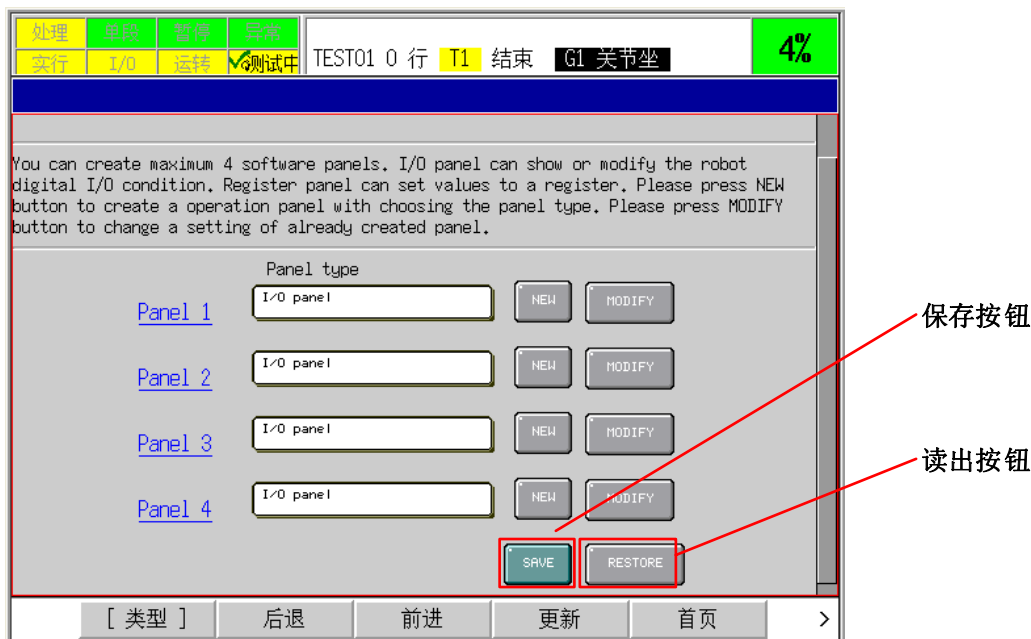 处理 单段 暂停 异常
实行 I/O 运转 测试中 TEST01 0 行 T1 结束 G1 关节坐 4%
You can create maximum 4 software panels. I/O panel can show or modify the robot
digital I/O condition. Register panel can set values to a register. Please press NEW
button to create a operation panel with choosing the panel type. Please press MODIFY
button to change a setting of already created panel.
Panel type
Panel 1 I/O panel NEW MODIFY
保存按钮
Panel 2 I/O panel NEW MODIFY
Panel 3 I/O panel NEW MODIFY
读出按钮
Panel 4 I/O panel NEW MODIFY
SAVE RESTORE
[ 类型 ] 后退 前进 更新 首页 >